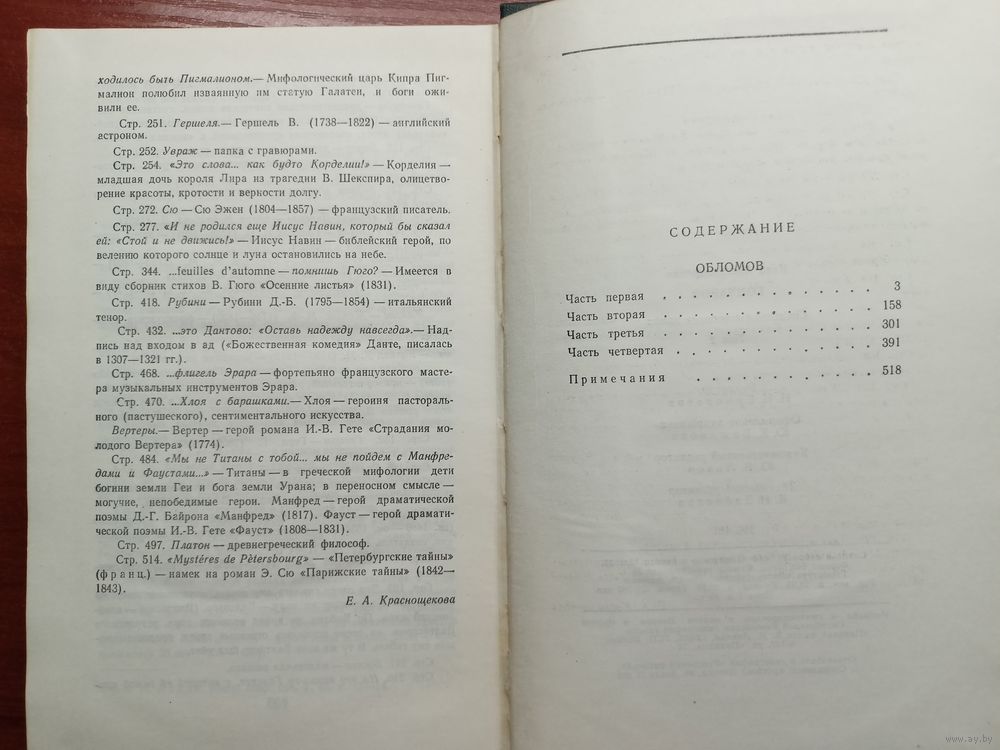 ходилось быть Пигмалионом.— Мифологический царь Кипра Пиг-
малион полюбил изваянную им статую Галатеи, и боги ожи-
вили ее.
Стр. 251. Гершеля.— Гершель В. (1738—1822) — английский
астроном.
Стр. 252. Увраж — папка с гравюрами.
Стр. 254. «Это слова... как будто Корделии!» — Корделия —
младшая дочь короля Лира из трагедии В. Шекспира, олицетво-
рение красоты, кротости и верности долгу.
Стр. 272. Сю — Сю Эжен (1804—1857) — французский писатель.
Стр. 277. «И не родился еще Иисус Навин, который бы сказал
ей: «Стой и не движись!» — Иисус Навин — библейский герой, по
велению которого солнце и луна остановились на небе.
Стр. 344. ...feuilles d'automne — помнишь Гюго? — Имеется в
виду сборник стихов В. Гюго «Осенние листья» (1831).
Стр. 418. Рубини — Рубини Д.-Б. (1795—1854) — итальянский
тенор.
Стр. 432. ...это Дантово: «Оставь надежду навсегда».— Над-
пись над входом в ад («Божественная комедия» Данте, писалась
в 1307—1321 гг.).
Стр. 468. ...флигель Эрара — фортепьяно французского масте-
ра музыкальных инструментов Эрара.
Стр. 470. ...Хлоя с барашками.— Хлоя — героиня пастораль-
ного (пастушеского), сентиментального искусства.
Вертеры.— Вертер — герой романа И.-В. Гете «Страдания мо-
лодого Вертера» (1774).
Стр. 484. «Мы не Титаны с тобой... мы не пойдем с Манфре-
дами и Фаустами...» — Титаны — в греческой мифологии дети
богини земли Геи и бога земли Урана; в переносном смысле —
могучие, непобедимые герои. Манфред — герой драматической
поэмы Д.-Г. Байрона «Манфред» (1817). Фауст — герой драмати-
ческой поэмы И.-В. Гете «Фауст» (1808—1831).
Стр. 497. Платон — древнегреческий философ.
Стр. 514. «Mystères de Pètersbourg» — «Петербургские тайны»
(франц.) — намек на роман Э. Сю «Парижские тайны» (1842—
1843).
Е. А. Краснощекова
СОДЕРЖАНИЕ
ОБЛОМОВ
Часть первая . . . . . . . . . . . . 3
Часть вторая . . . . . . . . . . . . 158
Часть третья . . . . . . . . . . . . 301
Часть четвертая . . . . . . . . . . . 391
Примечания . . . . . . . . . . . 518
www.ay.by